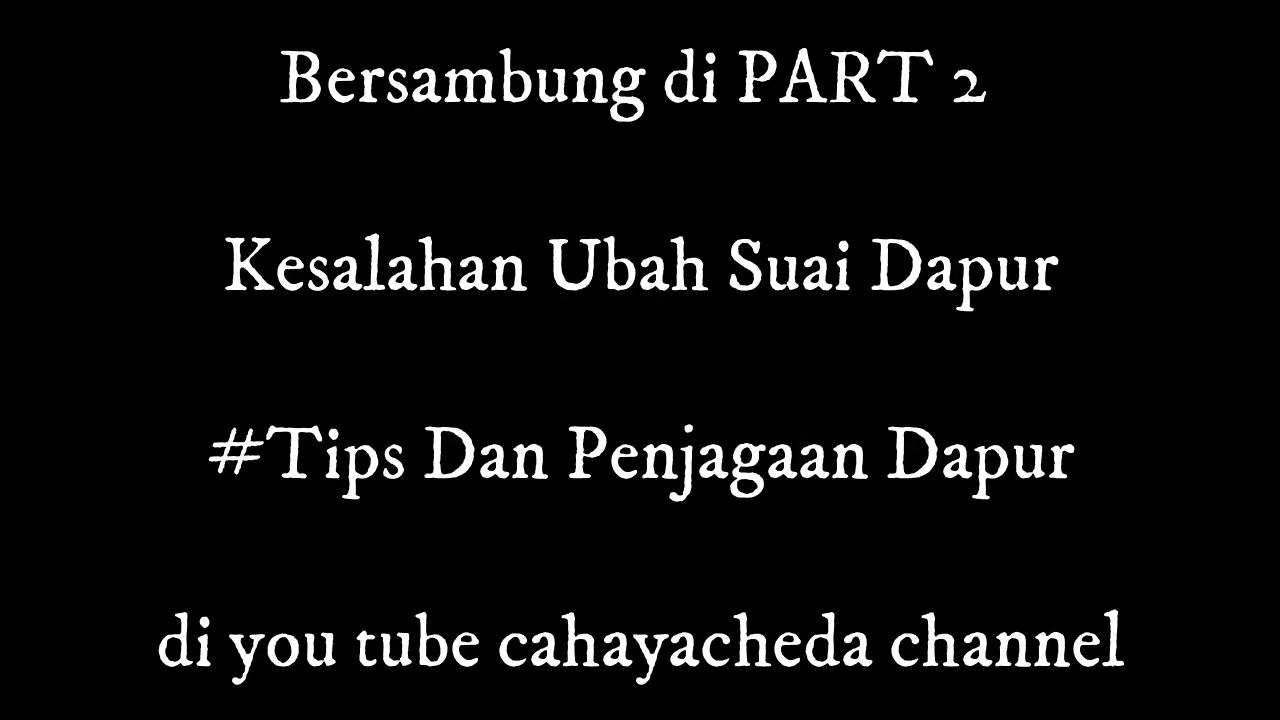 Bersambung di PART 2
Kesalahan Ubah Suai Dapur
#Tips Dan Penjagaan Dapur
di you tube cahayacheda channel